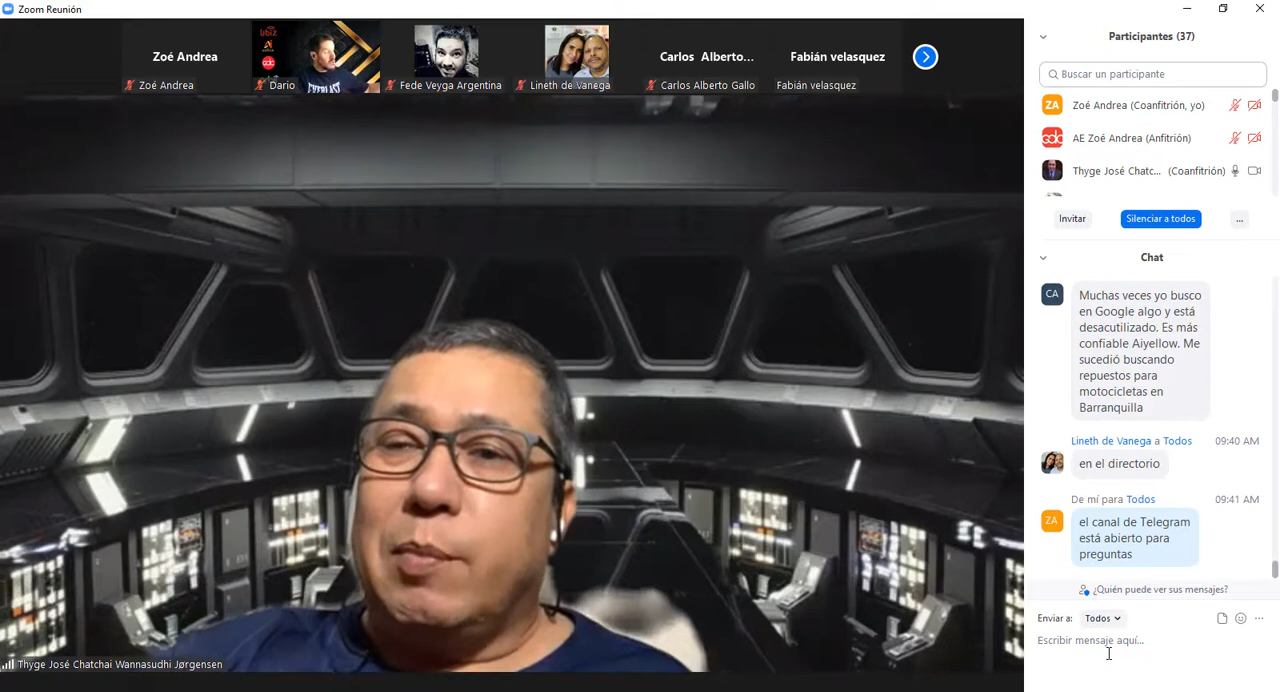 Zoom Reunión
Zoé Andrea
Zoé Andrea
Dario
Fede Veyga Argentina
Lineth de Vanega
Carlos Alberto...
Carlos Alberto Gallo
Fabián velasquez
Fabián velasquez
Thyge José Chatchai Wannasudhi Jørgensen
Participantes (37)
Buscar un participante
ZA
Zoé Andrea (Coanfitrión, yo)
gdc
AE Zoé Andrea (Anfitrión)
Thyge José Chatc... (Coanfitrión)
Invitar
Silenciar a todos
...
Chat
CA
Muchas veces yo busco
en Google algo y está
desacutilizado. Es más
confiable Aiyellow. Me
sucedió buscando
repuestos para
motocicletas en
Barranquilla
Lineth de Vanega a Todos 09:40 AM
en el directorio
De mí para Todos 09:41 AM
ZA
el canal de Telegram
está abierto para
preguntas
¿Quién puede ver sus mensajes?
Enviar a: Todos
Escribir mensaje aquí...